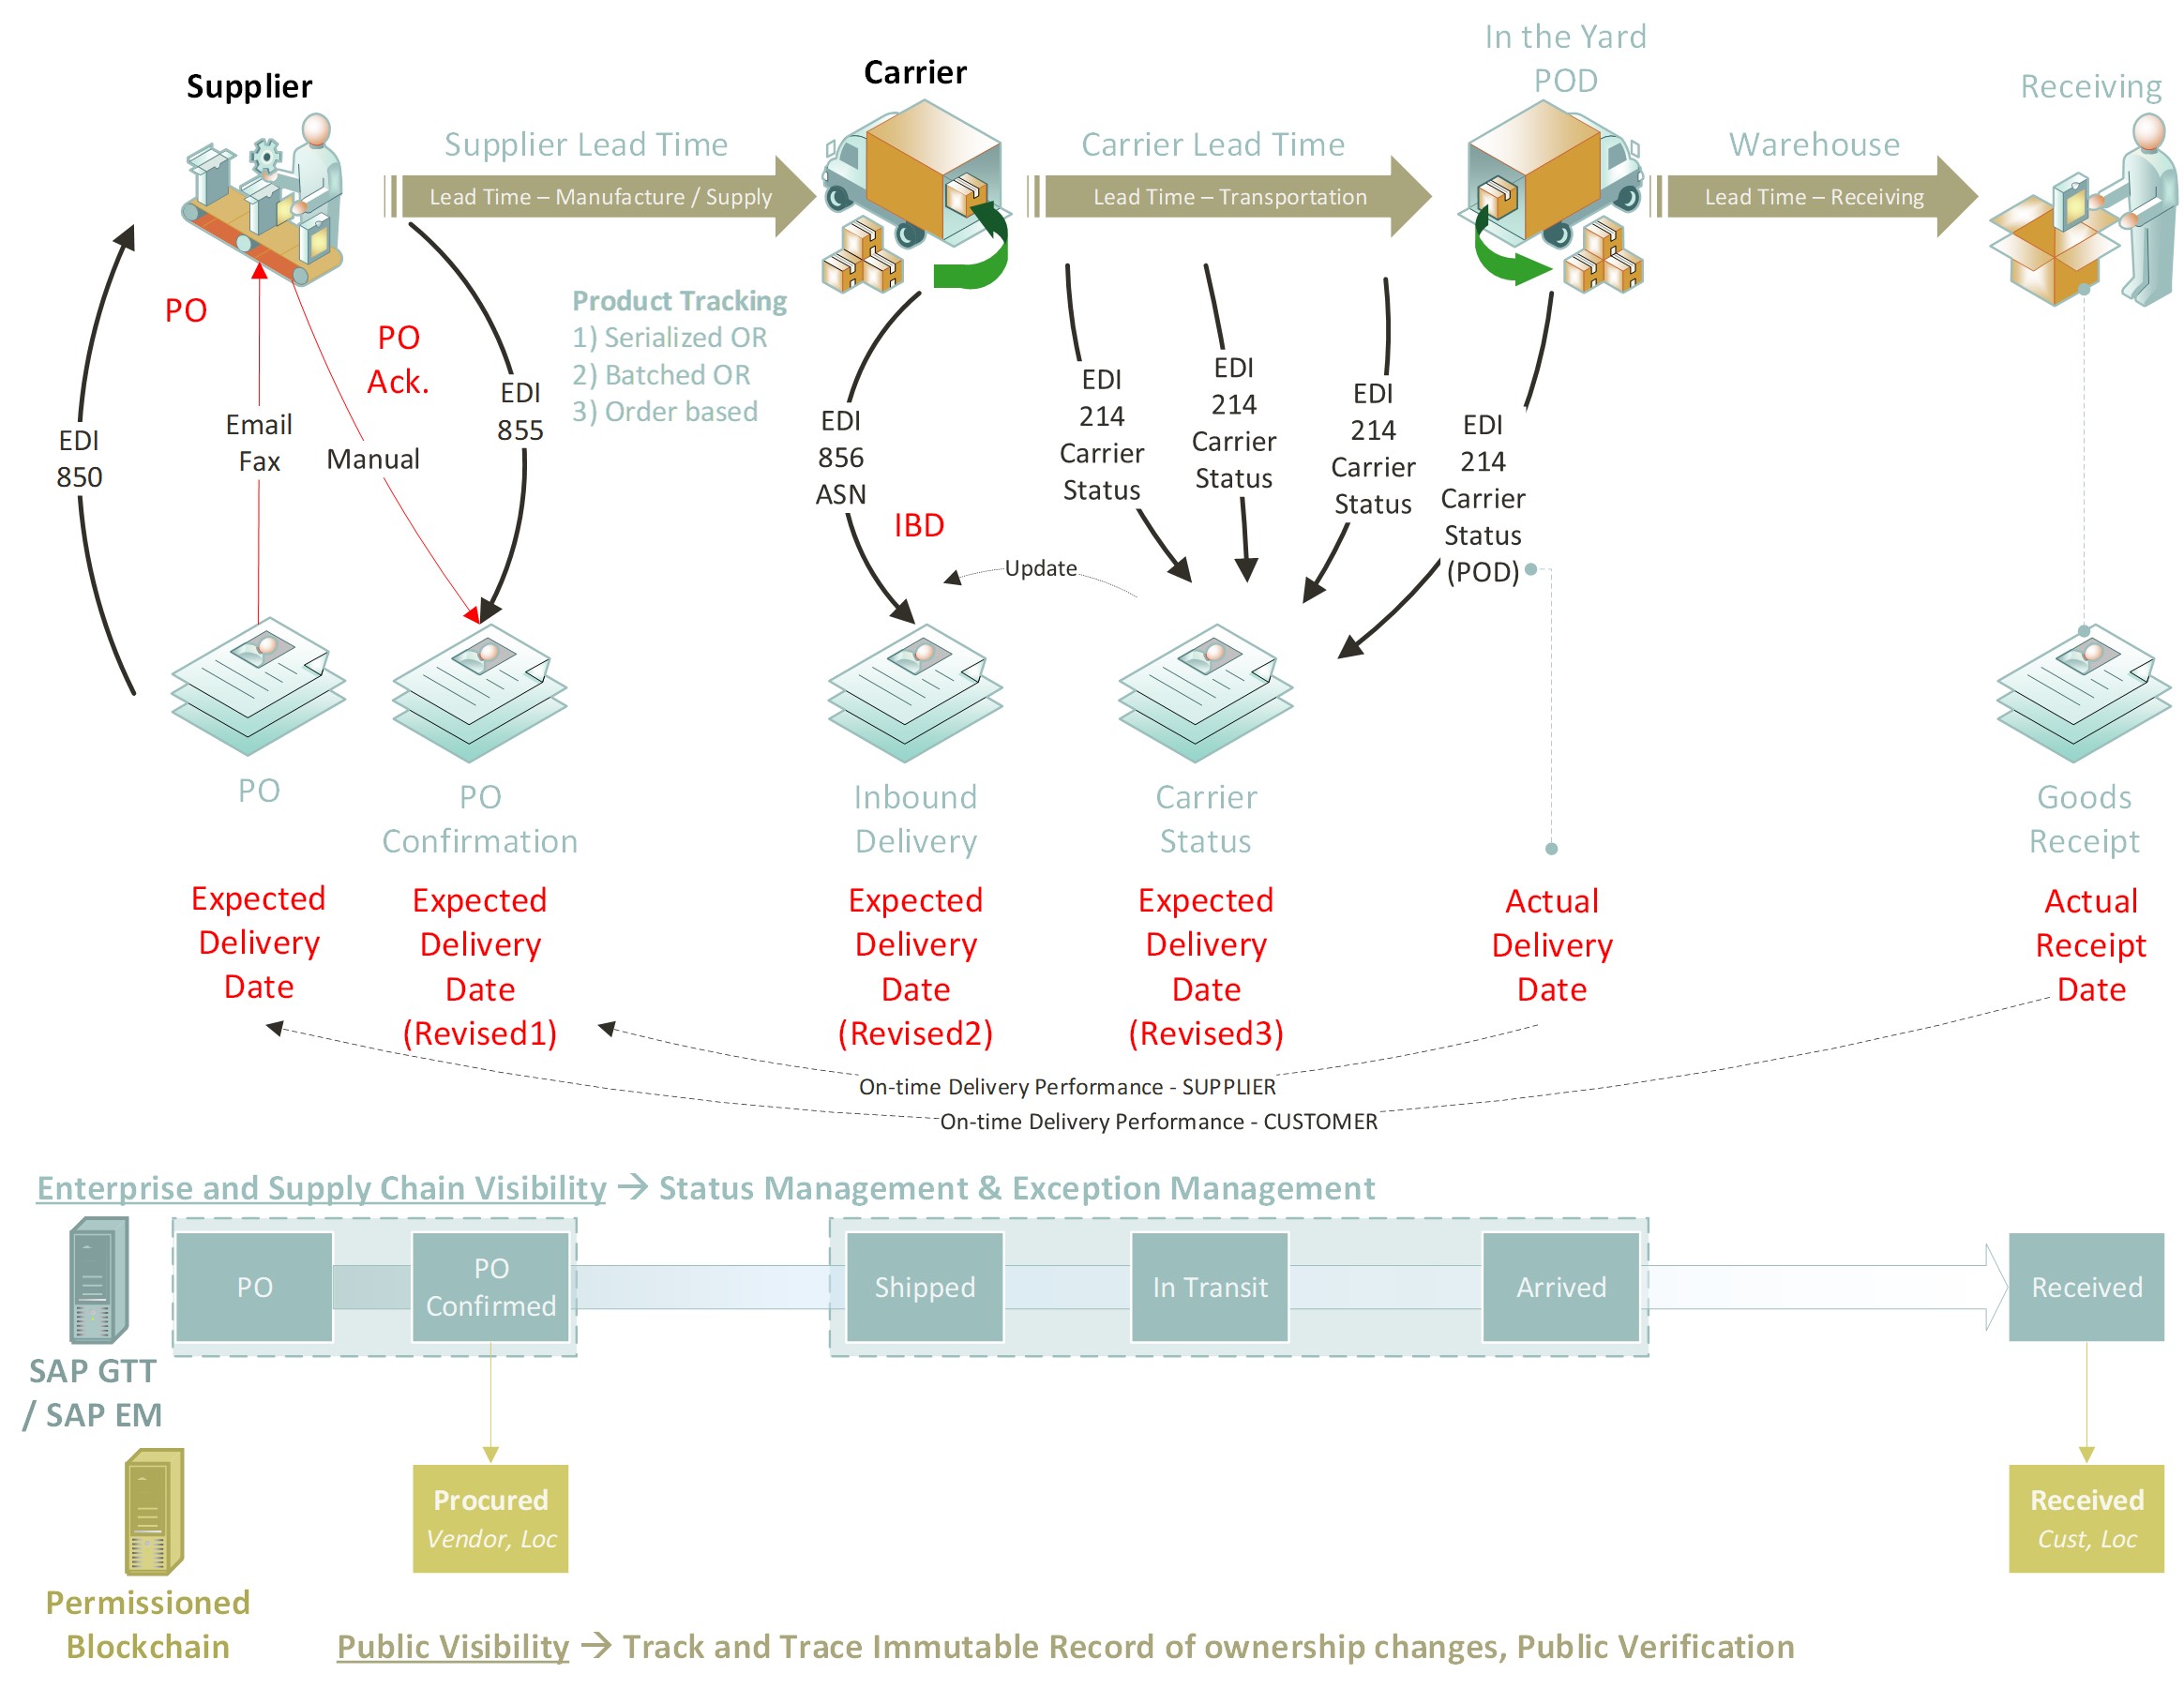 Supplier
Carrier
In the Yard
POD
Receiving
Supplier Lead Time
Carrier Lead Time
Warehouse
Lead Time – Manufacture / Supply
Lead Time – Transportation
Lead Time – Receiving
PO
PO
Ack.
Product Tracking
1) Serialized OR
2) Batched OR
3) Order based
EDI
850
Email
Fax
Manual
EDI
855
EDI
856
ASN
IBD
EDI
214
Carrier
Status
EDI
214
Carrier
Status
EDI
214
Carrier
Status
EDI
214
Carrier
Status
(POD)
Update
PO
PO
Confirmation
Inbound
Delivery
Carrier
Status
Goods
Receipt
Expected
Delivery
Date
Expected
Delivery
Date
(Revised1)
Expected
Delivery
Date
(Revised2)
Expected
Delivery
Date
(Revised3)
Actual
Delivery
Date
Actual
Receipt
Date
On-time Delivery Performance - SUPPLIER
On-time Delivery Performance - CUSTOMER
Enterprise and Supply Chain Visibility → Status Management & Exception Management
PO
PO
Confirmed
Shipped
In Transit
Arrived
Received
SAP GTT
/ SAP EM
Procured
Vendor, Loc
Received
Cust, Loc
Permissioned
Blockchain
Public Visibility → Track and Trace Immutable Record of ownership changes, Public Verification